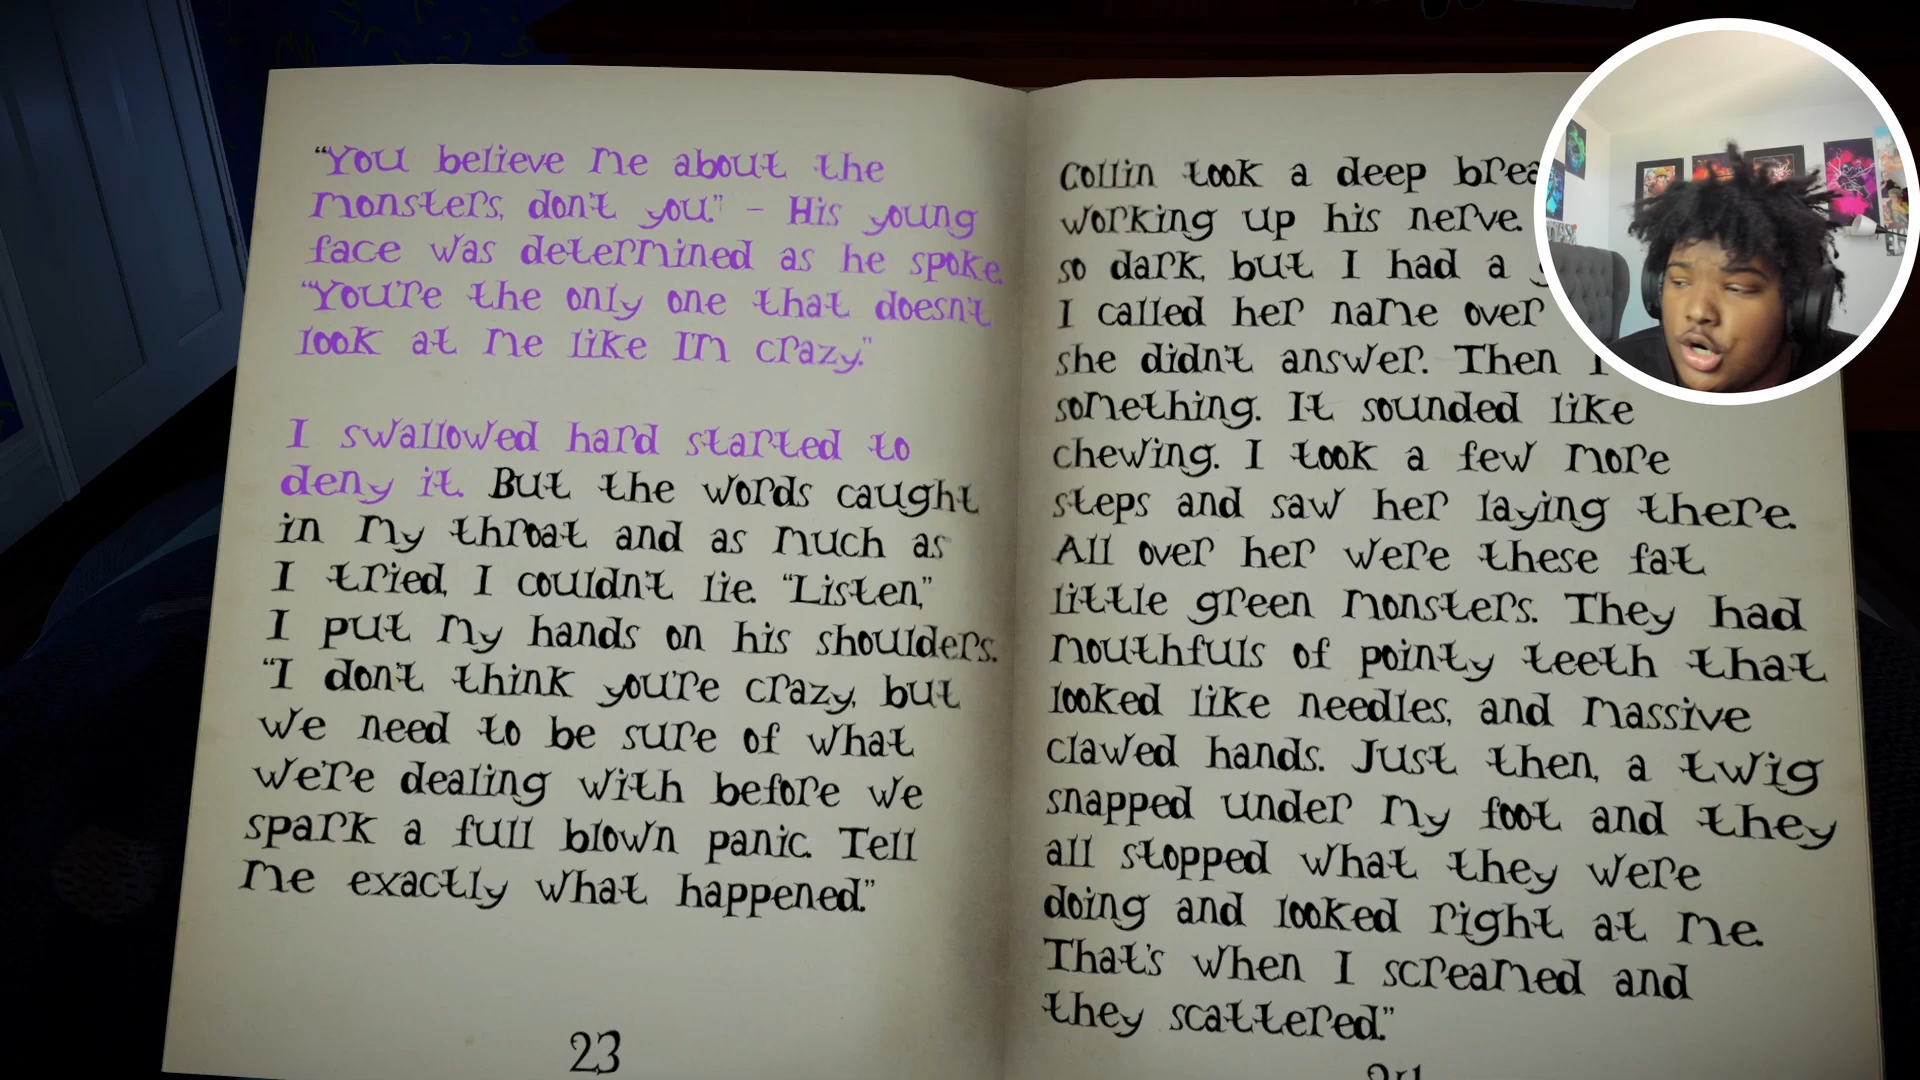 “You believe me about the
monsters, don't you.” - His young
face was determined as he spoke.
“You're the only one that doesn't
look at me like I'm crazy.”
I swallowed hard started to
deny it. But the words caught
in my throat and as much as
I tried, I couldn't lie. “Listen,”
I put my hands on his shoulders.
“I don't think you're crazy, but
we need to be sure of what
we're dealing with before we
spark a full blown panic. Tell
me exactly what happened.”
23
Collin took a deep
working up his nerve.
so dark, but I had a
I called her name over
she didn't answer. Then I
something. It sounded like
chewing. I took a few more
steps and saw her laying there.
All over her were these fat
little green monsters. They had
mouthfuls of pointy teeth that
looked like needles, and massive
clawed hands. Just then, a twig
snapped under my foot and they
all stopped what they were
doing and looked right at me.
That's when I screamed and
they scattered.”